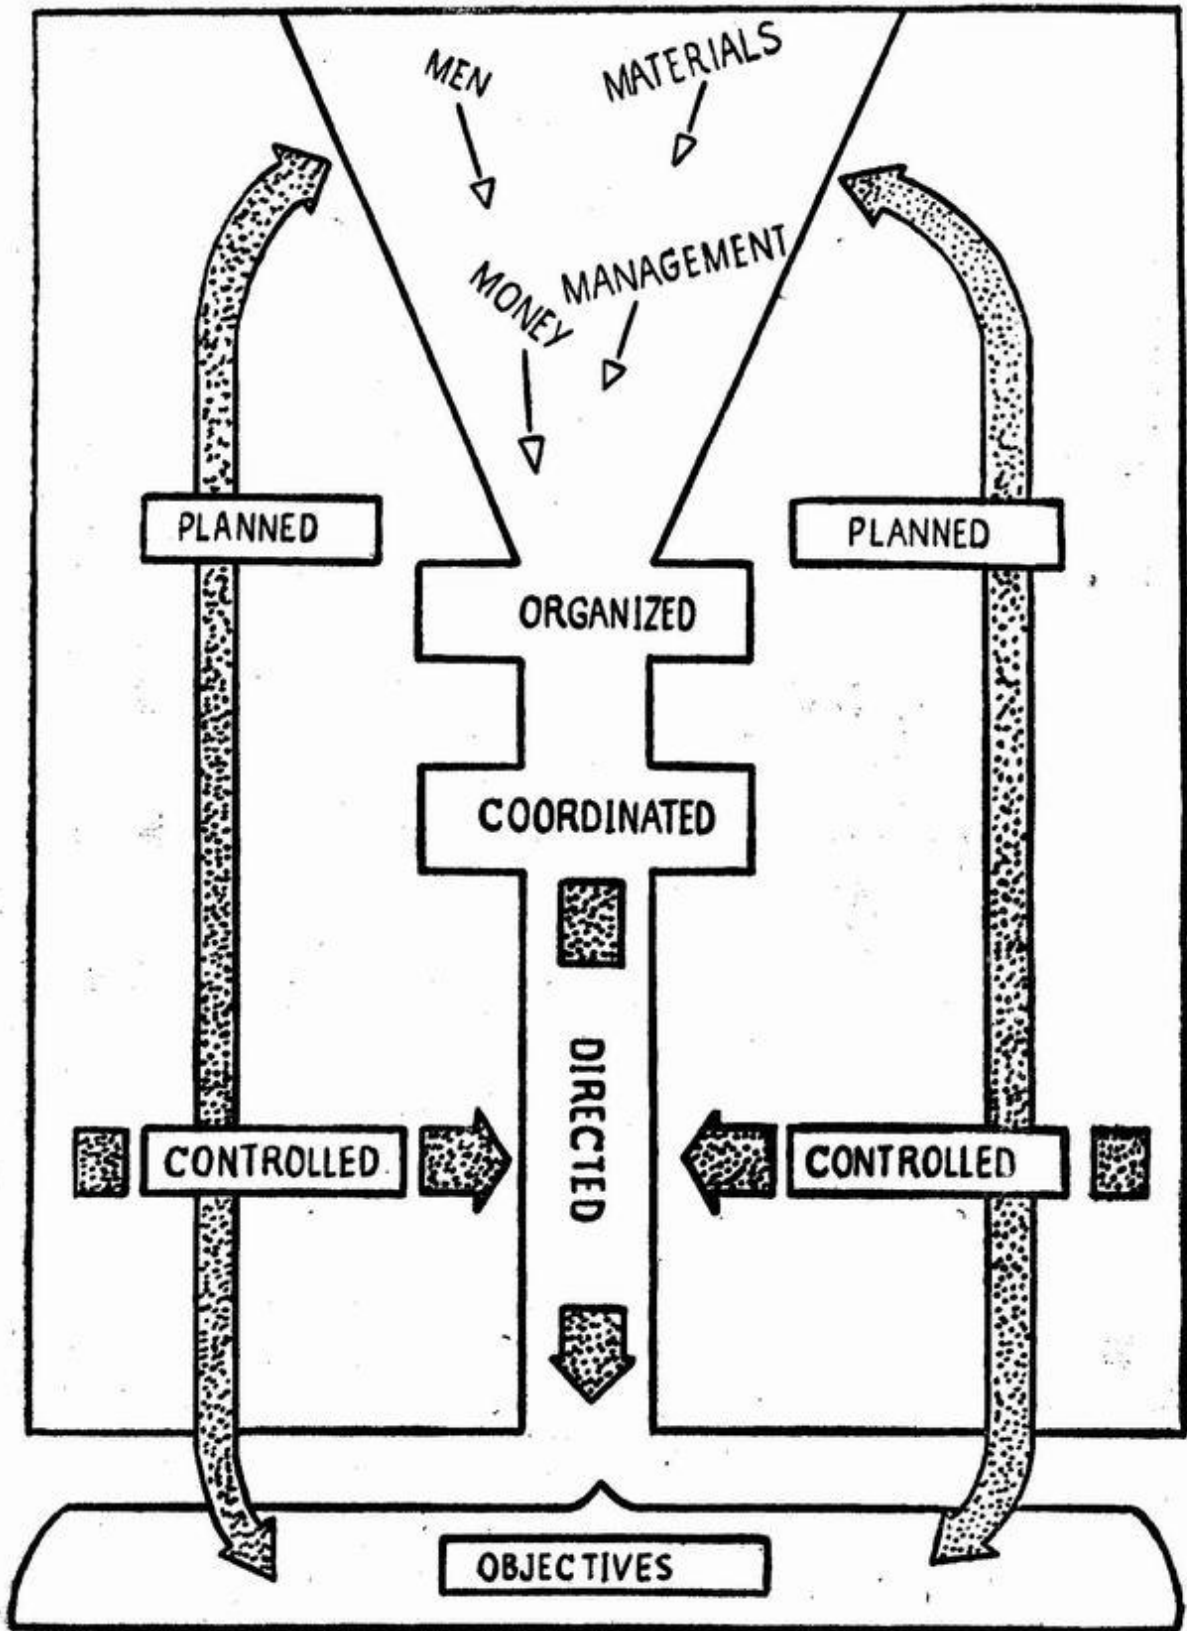 MEN
MATERIALS
MONEY
MANAGEMENT
PLANNED
PLANNED
ORGANIZED
COORDINATED
DIRECTED
CONTROLLED
CONTROLLED
OBJECTIVES